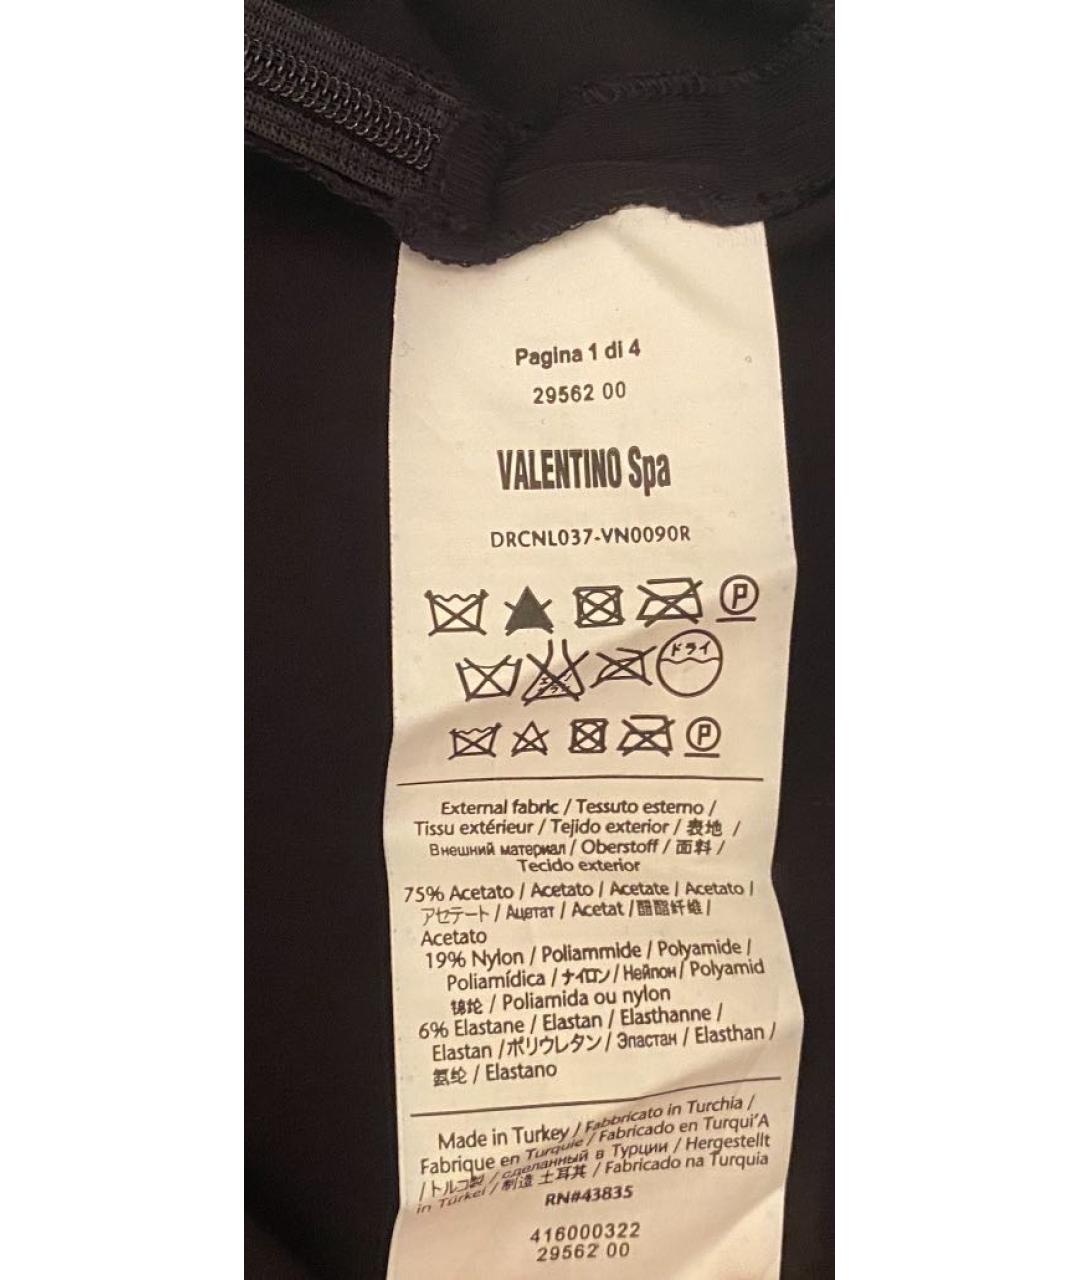 Pagina 1 di 4
29562 00
VALENTINO Spa
DRCNL037-VN0090R
P
ドライ
P
External fabric / Tessuto esterno /
Tissu extérieur / Tejido exterior / 表地 /
Внешний материал / Oberstoff / 面料 /
Tecido exterior
75% Acetato / Acetato / Acetate / Acetato /
アセテート / Ацетат / Acetat / 醋酯纤维 /
Acetato
19% Nylon / Poliammide / Polyamide /
Poliamídica / ナイロン / Нейлон / Polyamid
锦纶 / Poliamida ou nylon
6% Elastane / Elastan / Elasthanne /
Elastan / ポリウレタン / Эластан / Elasthan /
氨纶 / Elastano
Made in Turkey / Fabbricato in Turchia /
Fabrique en Turquie / Fabricado en Turqui'A
/ トルコ製 / сделанный в Турции / Hergestellt
in Türkei / 制造 土耳其 / Fabricado na Turquia
RN#43835
416000322
29562 00